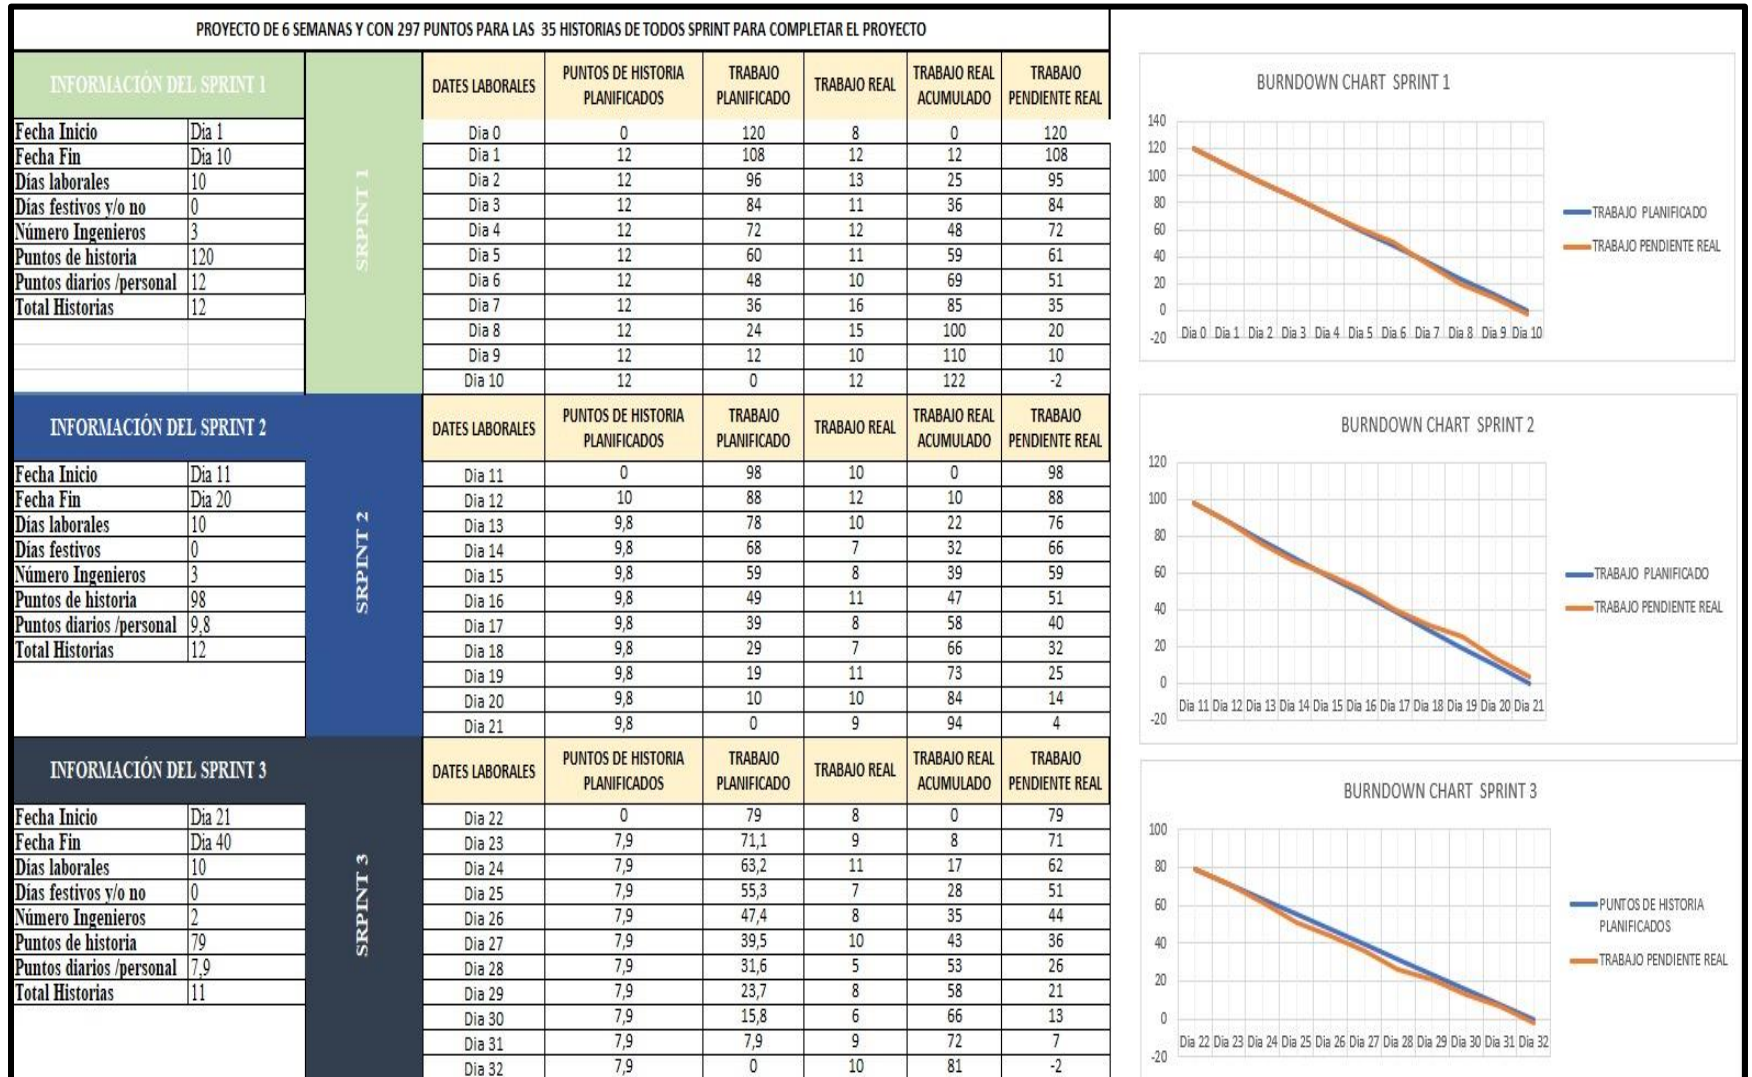 PROYECTO DE 6 SEMANAS Y CON 297 PUNTOS PARA LAS 35 HISTORIAS DE TODOS SPRINT PARA COMPLETAR EL PROYECTO
INFORMACIÓN DEL SPRINT 1
Fecha Inicio Dia 1
Fecha Fin Dia 10
Días laborales 10
Días festivos y/o no 0
Número Ingenieros 3
Puntos de historia 120
Puntos diarios /personal 12
Total Historias 12
SRPINT 1
DATES LABORALES PUNTOS DE HISTORIA PLANIFICADOS TRABAJO PLANIFICADO TRABAJO REAL TRABAJO REAL ACUMULADO TRABAJO PENDIENTE REAL
Dia 0 0 120 8 0 120
Dia 1 12 108 12 12 108
Dia 2 12 96 13 25 95
Dia 3 12 84 11 36 84
Dia 4 12 72 12 48 72
Dia 5 12 60 11 59 61
Dia 6 12 48 10 69 51
Dia 7 12 36 16 85 35
Dia 8 12 24 15 100 20
Dia 9 12 12 10 110 10
Dia 10 12 0 12 122 -2
BURNDOWN CHART SPRINT 1
140
120
100
80
60
40
20
0
-20
Dia 0 Dia 1 Dia 2 Dia 3 Dia 4 Dia 5 Dia 6 Dia 7 Dia 8 Dia 9 Dia 10
TRABAJO PLANIFICADO
TRABAJO PENDIENTE REAL
INFORMACIÓN DEL SPRINT 2
Fecha Inicio Dia 11
Fecha Fin Dia 20
Días laborales 10
Días festivos 0
Número Ingenieros 3
Puntos de historia 98
Puntos diarios /personal 9,8
Total Historias 12
SRPINT 2
DATES LABORALES PUNTOS DE HISTORIA PLANIFICADOS TRABAJO PLANIFICADO TRABAJO REAL TRABAJO REAL ACUMULADO TRABAJO PENDIENTE REAL
Dia 11 0 98 10 0 98
Dia 12 10 88 12 10 88
Dia 13 9,8 78 10 22 76
Dia 14 9,8 68 7 32 66
Dia 15 9,8 59 8 39 59
Dia 16 9,8 49 11 47 51
Dia 17 9,8 39 8 58 40
Dia 18 9,8 29 7 66 32
Dia 19 9,8 19 11 73 25
Dia 20 9,8 10 10 84 14
Dia 21 9,8 0 9 94 4
BURNDOWN CHART SPRINT 2
120
100
80
60
40
20
0
-20
Dia 11 Dia 12 Dia 13 Dia 14 Dia 15 Dia 16 Dia 17 Dia 18 Dia 19 Dia 20 Dia 21
TRABAJO PLANIFICADO
TRABAJO PENDIENTE REAL
INFORMACIÓN DEL SPRINT 3
Fecha Inicio Dia 21
Fecha Fin Dia 40
Días laborales 10
Días festivos y/o no 0
Número Ingenieros 2
Puntos de historia 79
Puntos diarios /personal 7,9
Total Historias 11
SRPINT 3
DATES LABORALES PUNTOS DE HISTORIA PLANIFICADOS TRABAJO PLANIFICADO TRABAJO REAL TRABAJO REAL ACUMULADO TRABAJO PENDIENTE REAL
Dia 22 0 79 8 0 79
Dia 23 7,9 71,1 9 8 71
Dia 24 7,9 63,2 11 17 62
Dia 25 7,9 55,3 7 28 51
Dia 26 7,9 47,4 8 35 44
Dia 27 7,9 39,5 10 43 36
Dia 28 7,9 31,6 5 53 26
Dia 29 7,9 23,7 8 58 21
Dia 30 7,9 15,8 6 66 13
Dia 31 7,9 7,9 9 72 7
Dia 32 7,9 0 10 81 -2
BURNDOWN CHART SPRINT 3
100
80
60
40
20
0
-20
Dia 22 Dia 23 Dia 24 Dia 25 Dia 26 Dia 27 Dia 28 Dia 29 Dia 30 Dia 31 Dia 32
PUNTOS DE HISTORIA
PLANIFICADOS
TRABAJO PENDIENTE REAL